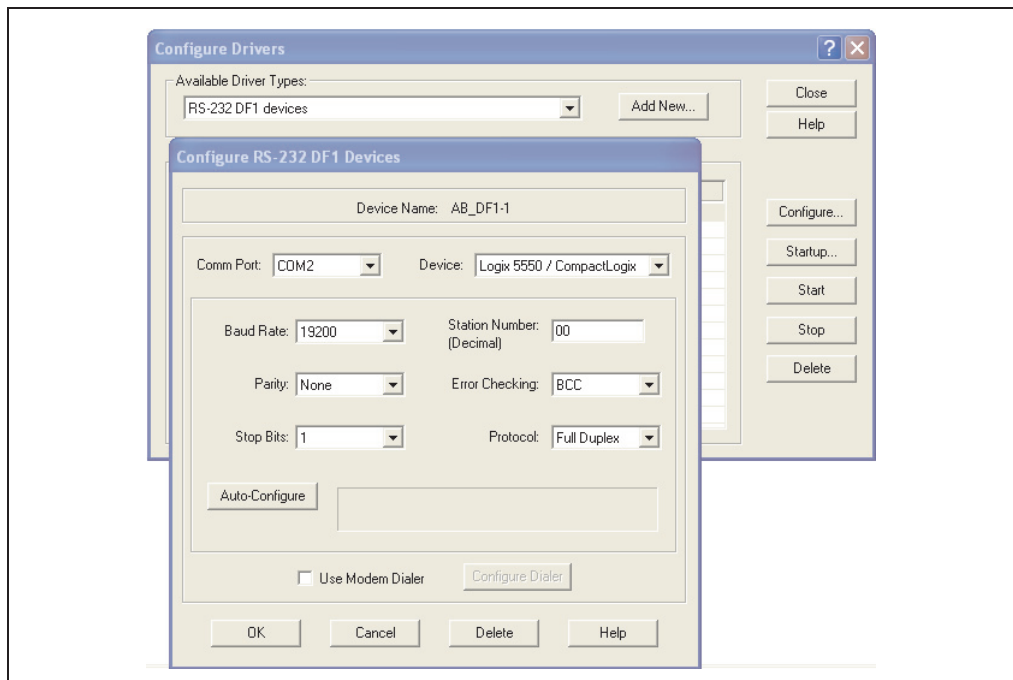 Configure Drivers
Available Driver Types:
RS-232 DF1 devices
Add New...
Close
Help
Configure RS-232 DF1 Devices
Device Name: AB_DF1-1
Configure...
Comm Port: COM2
Device: Logix 5550 / CompactLogix
Startup...
Start
Baud Rate: 19200
Station Number: 00
(Decimal)
Stop
Parity: None
Error Checking: BCC
Delete
Stop Bits: 1
Protocol: Full Duplex
Auto-Configure
Use Modem Dialer
Configure Dialer
OK
Cancel
Delete
Help